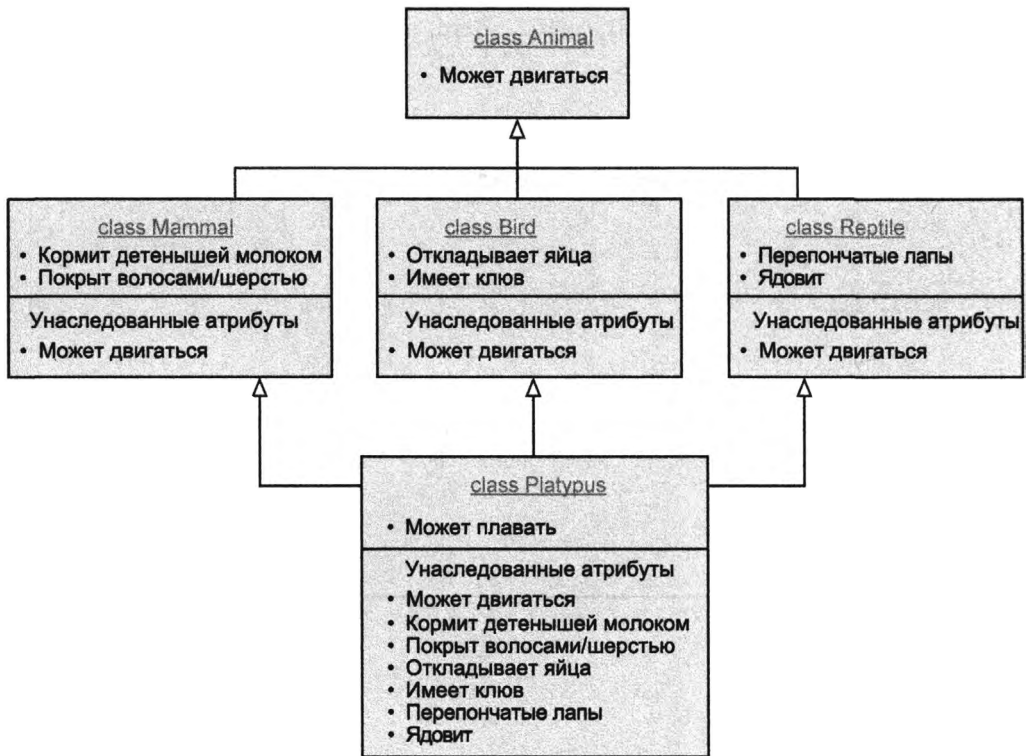 class Animal
• Может двигаться
class Mammal
• Кормит детенышей молоком
• Покрыт волосами/шерстью
Унаследованные атрибуты
• Может двигаться
class Bird
• Откладывает яйца
• Имеет клюв
Унаследованные атрибуты
• Может двигаться
class Reptile
• Перепончатые лапы
• Ядовит
Унаследованные атрибуты
• Может двигаться
class Platypus
• Может плавать
Унаследованные атрибуты
• Может двигаться
• Кормит детенышей молоком
• Покрыт волосами/шерстью
• Откладывает яйца
• Имеет клюв
• Перепончатые лапы
• Ядовит